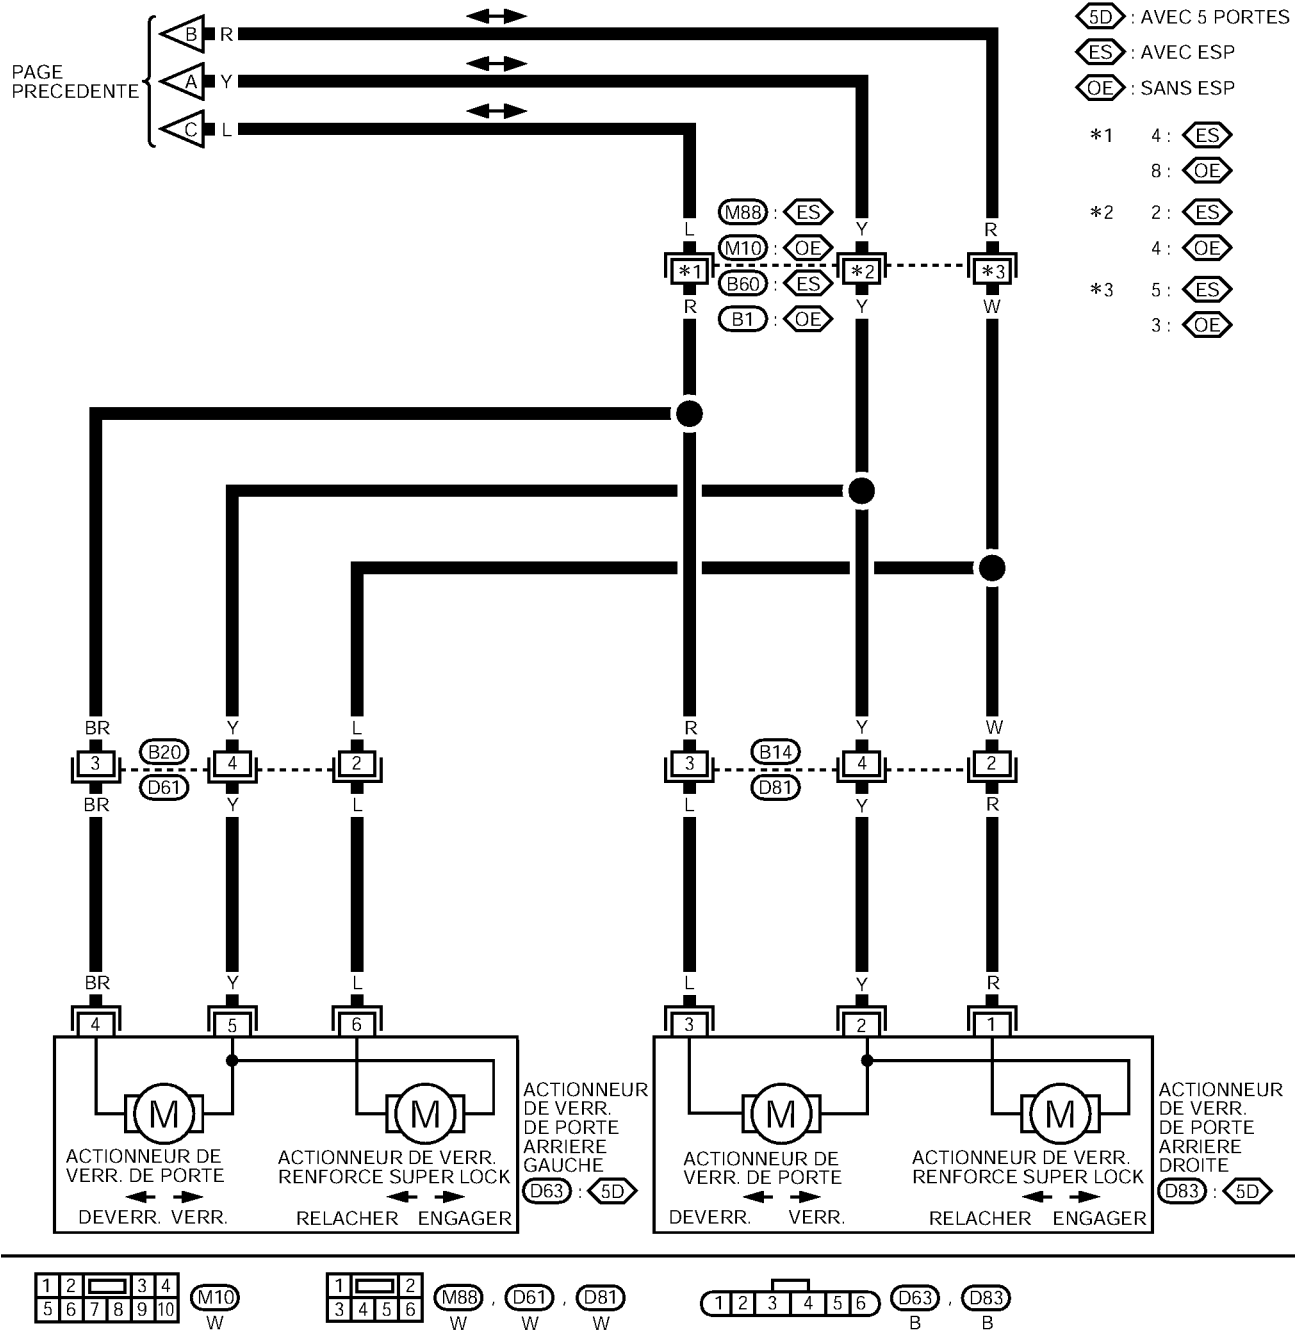 B R
PAGE
PRECEDENTE
A Y
C L
5D : AVEC 5 PORTES
ES : AVEC ESP
OE : SANS ESP
*1 4 : ES
8 : OE
*2 2 : ES
4 : OE
*3 5 : ES
3 : OE
L M88 : ES Y R
M10 : OE
*1 *2 *3
B60 : ES
R B1 : OE Y W
BR Y L R Y W
3 B20 4 2 3 B14 4 2
D61 D81
BR Y L L Y R
BR Y L L Y R
4 5 6 3 2 1
M M M M
ACTIONNEUR DE
VERR. DE PORTE
DEVERR. VERR.
ACTIONNEUR DE VERR.
RENFORCE SUPER LOCK
RELACHER ENGAGER
ACTIONNEUR
DE VERR.
DE PORTE
ARRIERE
GAUCHE
D63 : 5D
ACTIONNEUR DE
VERR. DE PORTE
DEVERR. VERR.
ACTIONNEUR DE VERR.
RENFORCE SUPER LOCK
RELACHER ENGAGER
ACTIONNEUR
DE VERR.
DE PORTE
ARRIERE
DROITE
D83 : 5D
1 2 3 4
5 6 7 8 9 10
M10
W
1 2
3 4 5 6
M88 , D61 , D81
W W W
1 2 3 4 5 6
D63 , D83
B B